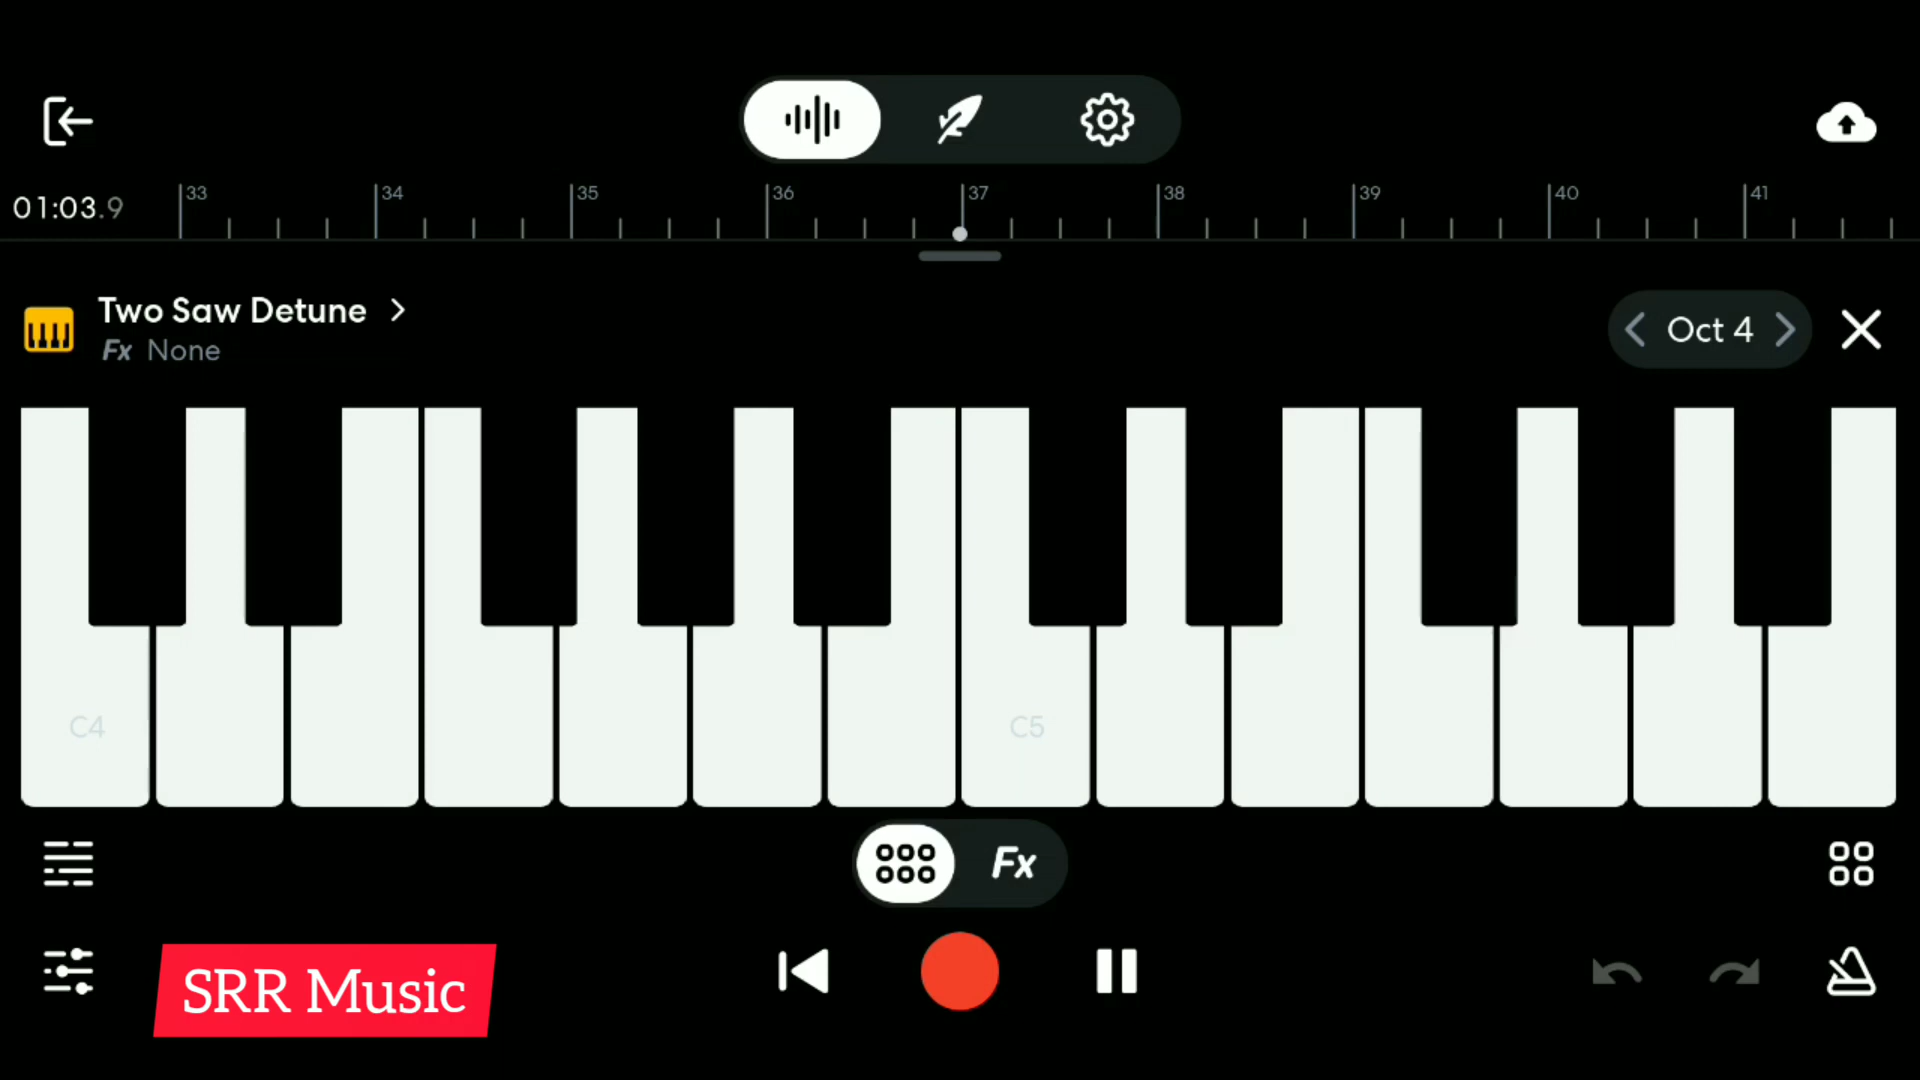 01:03.9
33 34 35 36 37 38 39 40 41
Two Saw Detune
Fx None
Oct 4
C4 C5
Fx
SRR Music